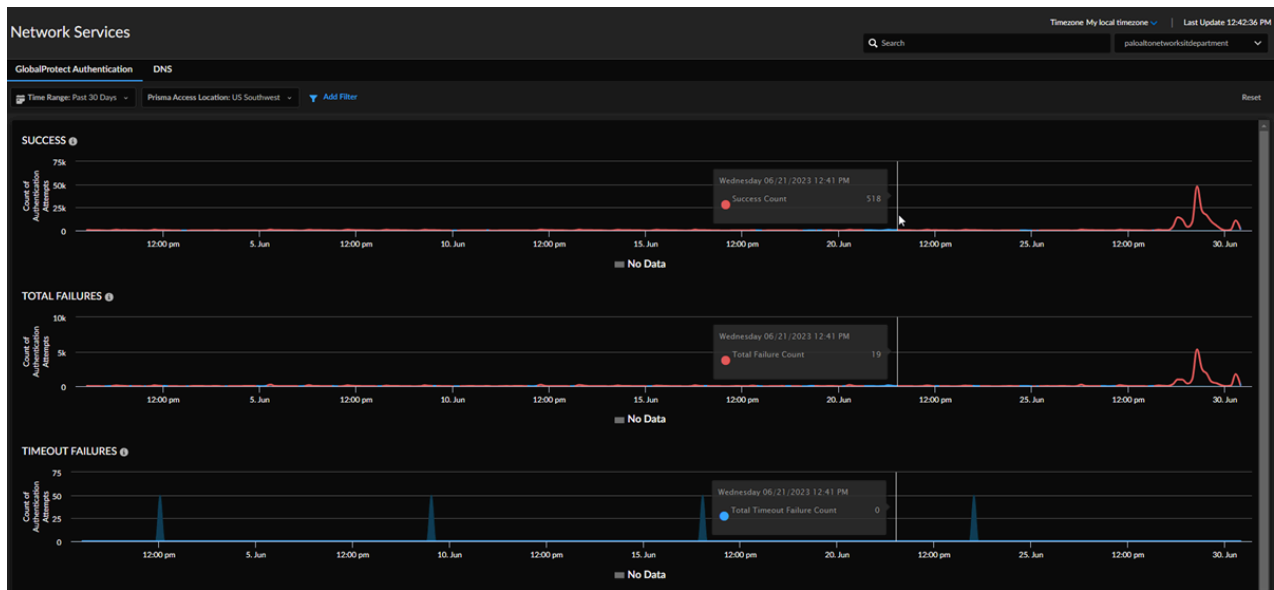 Network Services
Timezone My local timezone
Last Update 12:42:36 PM
Search
paloaltonetworksitdepartment
GlobalProtect Authentication
DNS
Time Range: Past 30 Days
Prisma Access Location: US Southwest
Add Filter
Reset
SUCCESS
Count of
Authentication
Attempts
75k
50k
25k
0
Wednesday 06/21/2023 12:41 PM
Success Count 518
12:00 pm 5. Jun 12:00 pm 10. Jun 12:00 pm 15. Jun 12:00 pm 20. Jun 12:00 pm 25. Jun 12:00 pm 30. Jun
No Data
TOTAL FAILURES
Count of
Authentication
Attempts
10k
5k
0
Wednesday 06/21/2023 12:41 PM
Total Failure Count 19
12:00 pm 5. Jun 12:00 pm 10. Jun 12:00 pm 15. Jun 12:00 pm 20. Jun 12:00 pm 25. Jun 12:00 pm 30. Jun
No Data
TIMEOUT FAILURES
Count of
Authentication
Attempts
75
50
25
0
Wednesday 06/21/2023 12:41 PM
Total Timeout Failure Count 0
12:00 pm 5. Jun 12:00 pm 10. Jun 12:00 pm 15. Jun 12:00 pm 20. Jun 12:00 pm 25. Jun 12:00 pm 30. Jun
No Data